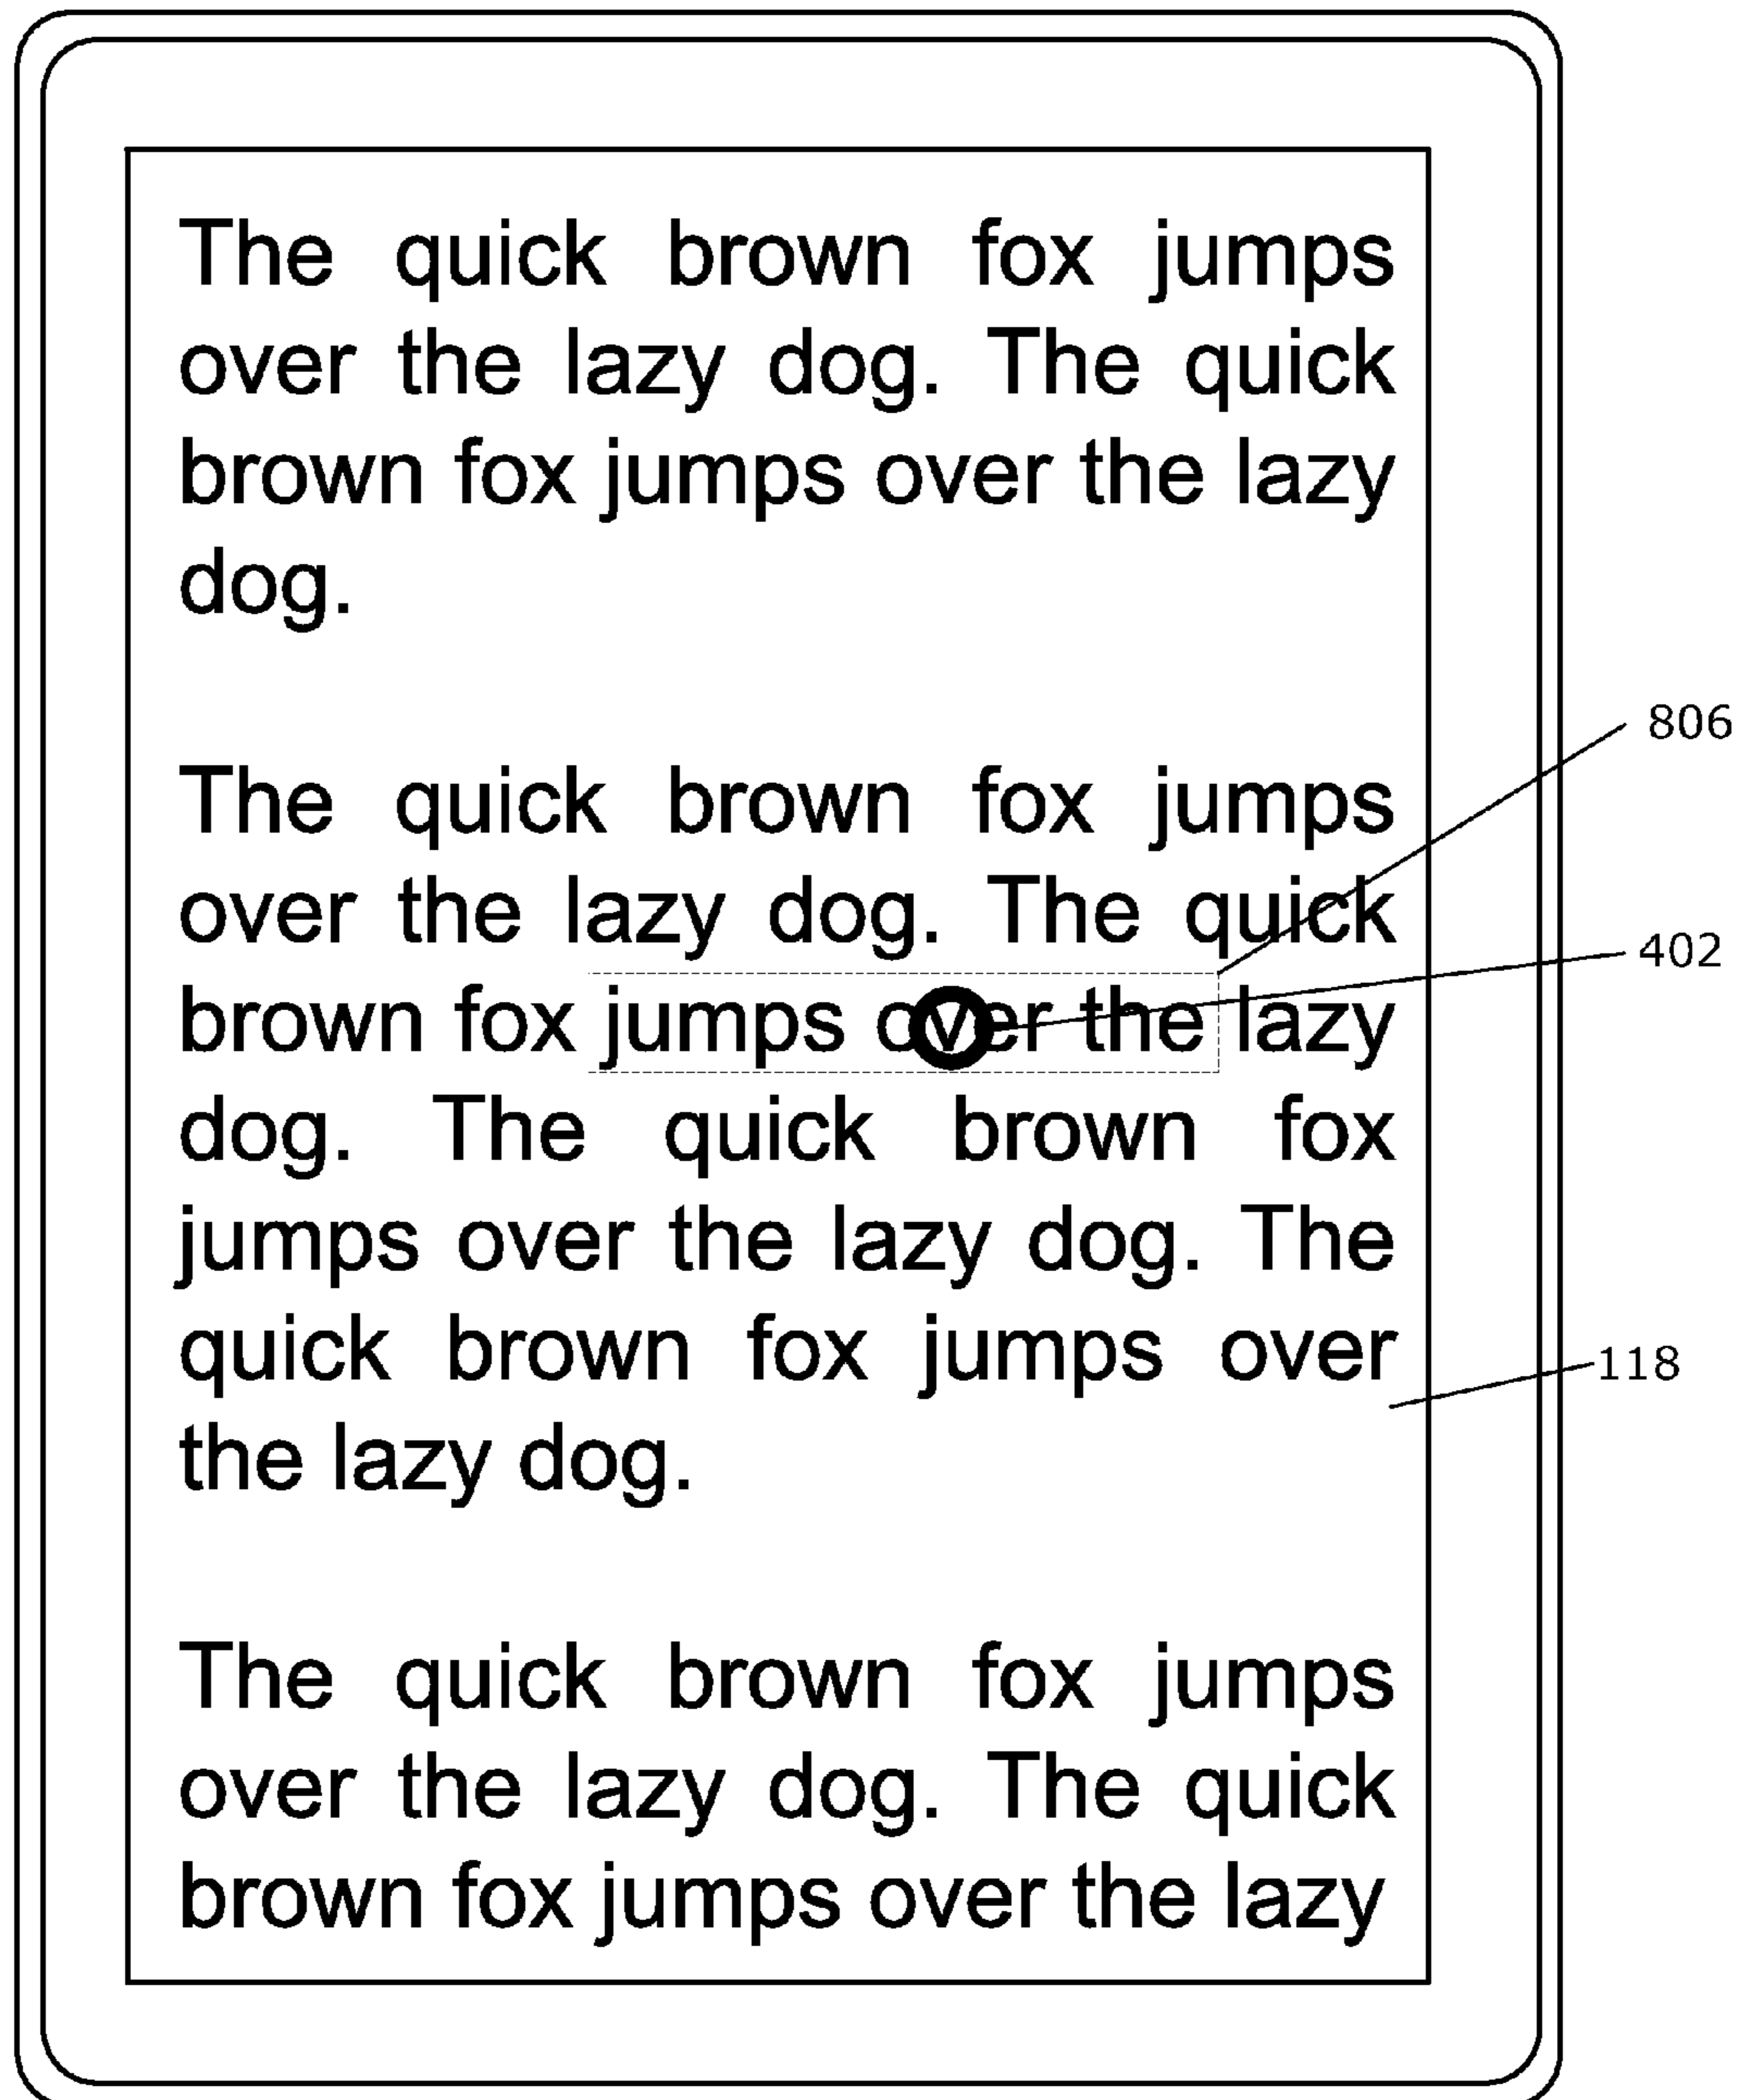 The quick brown fox jumps
over the lazy dog. The quick
brown fox jumps over the lazy
dog.
The quick brown fox jumps
806
over the lazy dog. The quick
402
brown fox jumps over the lazy
dog. The quick brown fox
jumps over the lazy dog. The
quick brown fox jumps over
118
the lazy dog.
The quick brown fox jumps
over the lazy dog. The quick
brown fox jumps over the lazy